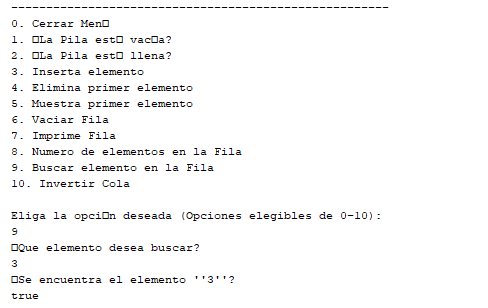 ------------------------------------------------------
0. Cerrar Men□
1. □La Pila est□ vac□a?
2. □La Pila est□ llena?
3. Inserta elemento
4. Elimina primer elemento
5. Muestra primer elemento
6. Vaciar Fila
7. Imprime Fila
8. Numero de elementos en la Fila
9. Buscar elemento en la Fila
10. Invertir Cola
Eliga la opci□n deseada (Opciones elegibles de 0-10):
9
□Que elemento desea buscar?
3
□Se encuentra el elemento ''3''?
true